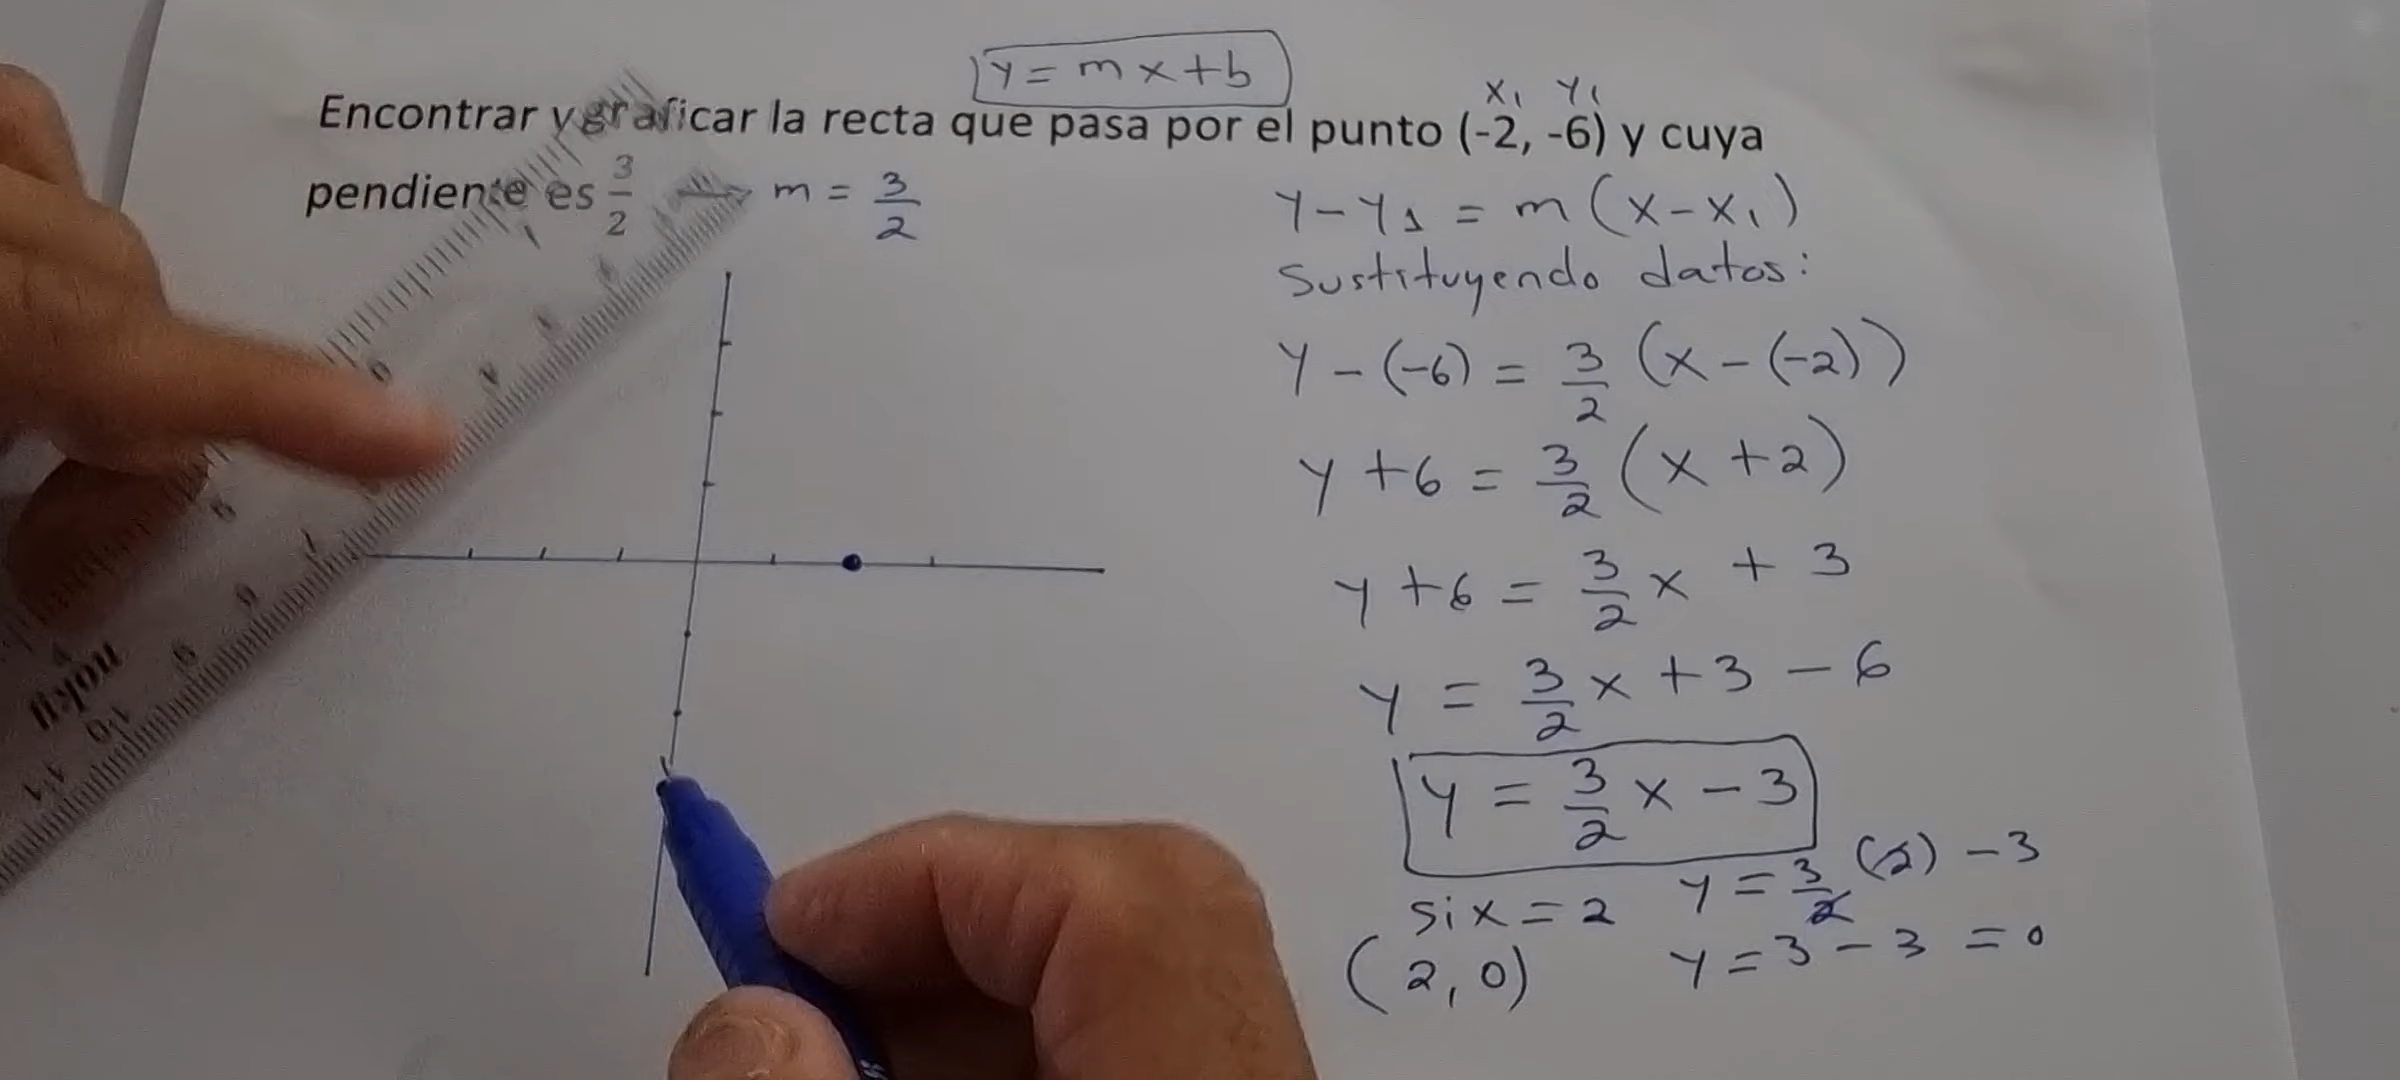 y = mx+b
x₁ y₁
Encontrar y graficar la recta que pasa por el punto (-2, -6) y cuya
pendiente es 3/2 ⇒ m = 3/2
y - y₁ = m(x - x₁)
Sustituyendo datos:
y - (-6) = 3/2 (x - (-2))
y + 6 = 3/2 (x + 2)
y + 6 = 3/2 x + 3
y = 3/2 x + 3 - 6
y = 3/2 x - 3
si x = 2 y = 3/2 (2) - 3
(2, 0) y = 3 - 3 = 0